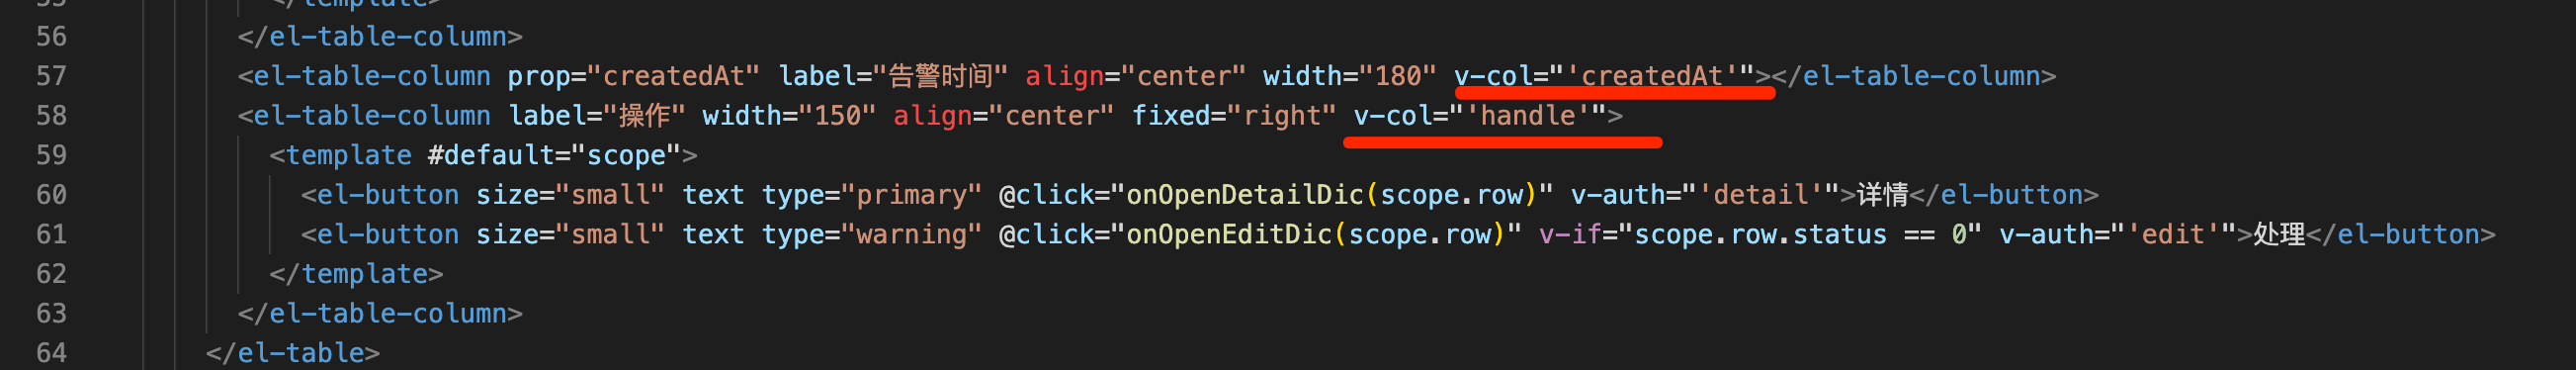 55 </template>
56 </el-table-column>
57 <el-table-column prop="createdAt" label="告警时间" align="center" width="180" v-col="'createdAt'"></el-table-column>
58 <el-table-column label="操作" width="150" align="center" fixed="right" v-col="'handle'">
59 <template #default="scope">
60 <el-button size="small" text type="primary" @click="onOpenDetailDic(scope.row)" v-auth="'detail'">详情</el-button>
61 <el-button size="small" text type="warning" @click="onOpenEditDic(scope.row)" v-if="scope.row.status == 0" v-auth="'edit'">处理</el-button>
62 </template>
63 </el-table-column>
64 </el-table>